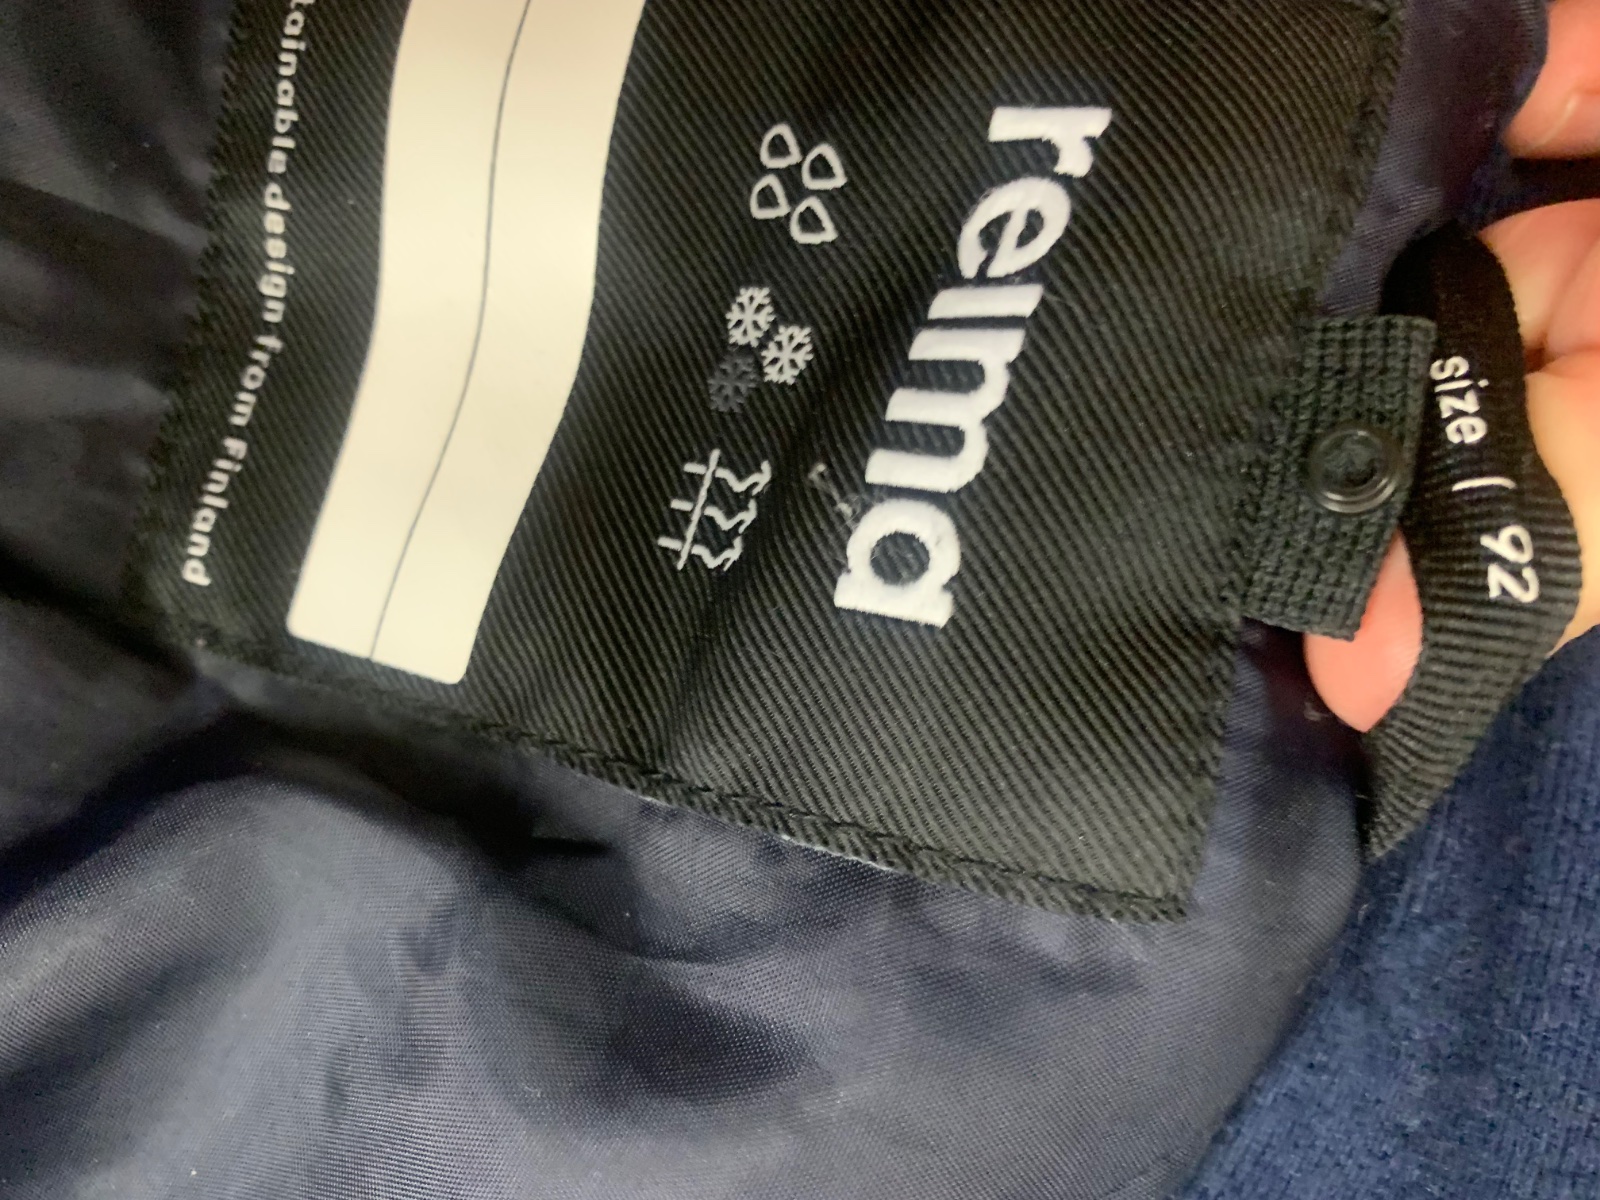 size | 92
reima
tainable design from Finland